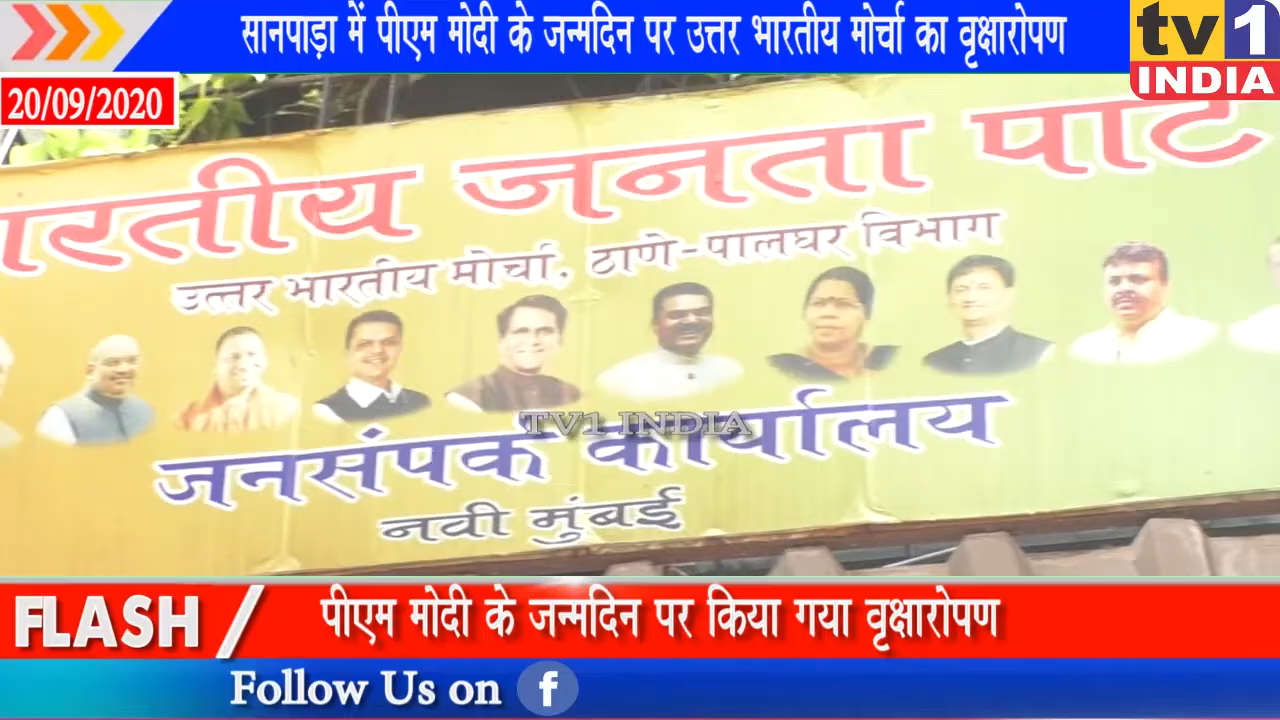 सानपाड़ा में पीएम मोदी के जन्मदिन पर उत्तर भारतीय मोर्चा का वृक्षारोपण
tv1
INDIA
20/09/2020
ारतीय जनता पार्ट
उत्तर भारतीय मोर्चा, ठाणे-पालघर विभाग
TV1 INDIA
जनसंपर्क कार्यालय
नवी मुंबई
FLASH / पीएम मोदी के जन्मदिन पर किया गया वृक्षारोपण
Follow Us on f